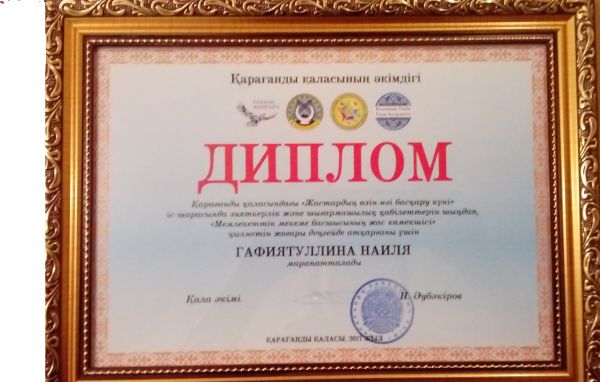 Қарағанды қаласының әкімдігі
ДИПЛОМ
Қарағанды қаласындағы «Жастардың өзін-өзі басқару күні»
іс-шарасында зияткерлік және шығармашылық қабілеттерін шыңдап,
«Мемлекеттік мекеме басшысының жас көмекшісі»
қызметін жоғары деңгейде атқарғаны үшін
ГАФИЯТУЛЛИНА НАИЛЯ
марапатталады
Қала әкімі Н. Әубәкіров
ҚАРАҒАНДЫ ҚАЛАСЫ, 2017 ЖЫЛ